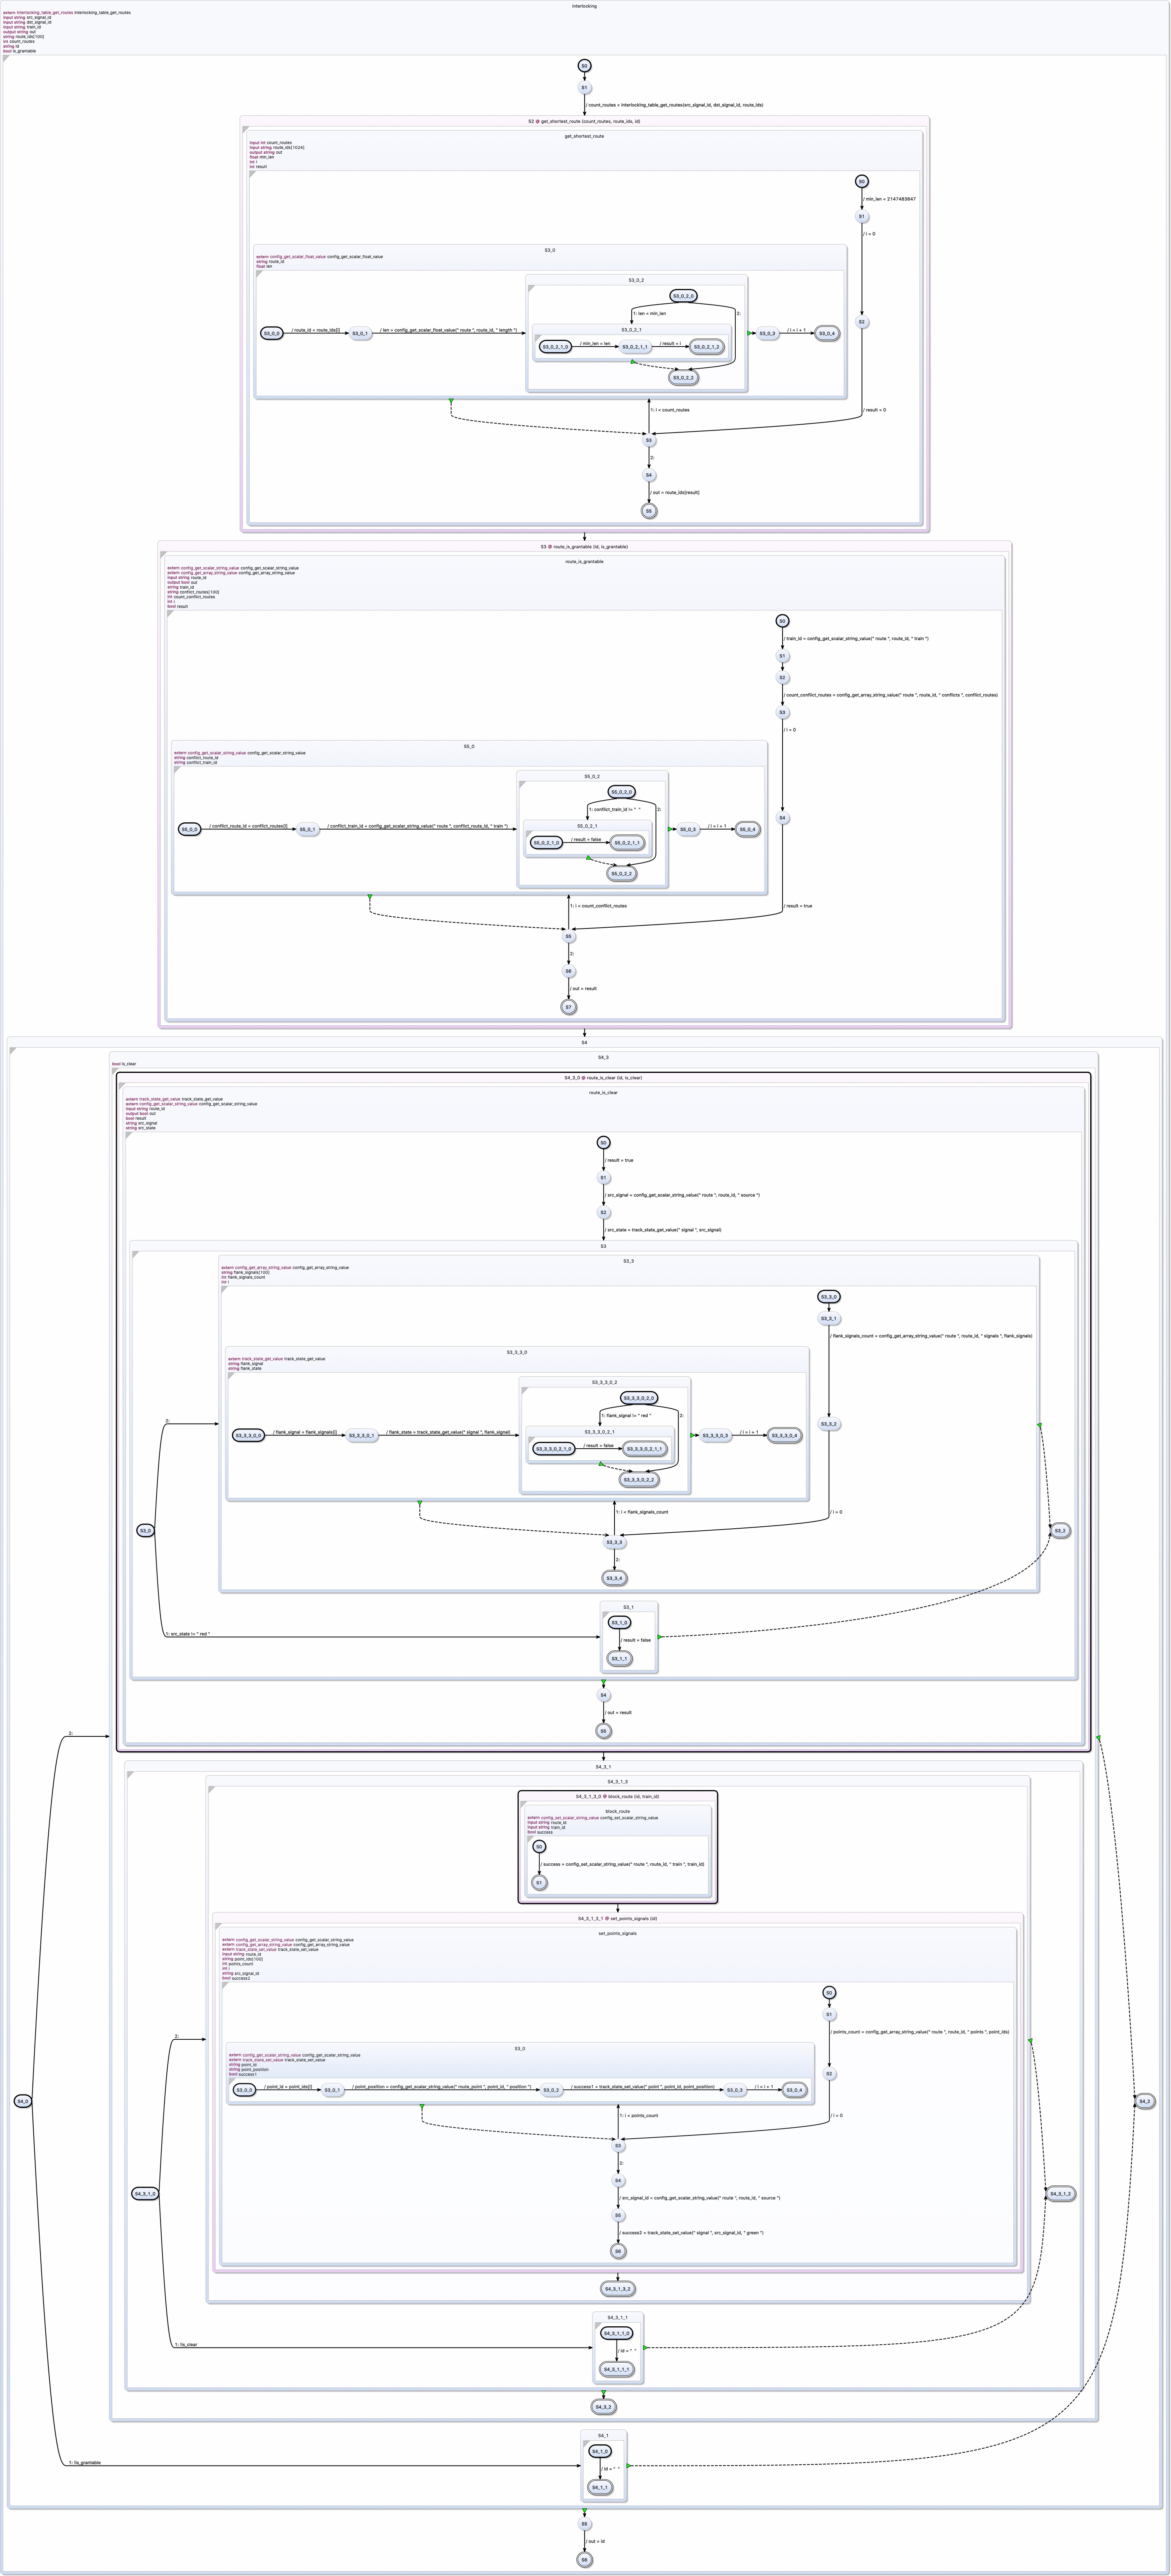 Interlocking
extern interlocking_table_get_routes interlocking_table_get_routes
input string src_signal_id
input string dst_signal_id
input string train_id
output string out
string route_ids[100]
int count_routes
string id
bool is_grantable
S0
S1
/ count_routes = interlocking_table_get_routes(src_signal_id, dst_signal_id, route_ids)
S2 @ get_shortest_route (count_routes, route_ids, id)
get_shortest_route
input int count_routes
input string route_ids[1024]
output string out
float min_len
int i
int result
S0
/ min_len = 2147483647
S1
/ i = 0
S3_0
extern config_get_scalar_float_value config_get_scalar_float_value
string route_id
float len
S3_0_2
S3_0_2_0
1: len < min_len
2:
S3_0_2_1
S3_0_0
/ route_id = route_ids[i]
S3_0_1
/ len = config_get_scalar_float_value(" route ", route_id, " length ")
S3_0_3
/ i = i + 1
S3_0_4
S2
S3_0_2_1_0
/ min_len = len
S3_0_2_1_1
/ result = i
S3_0_2_1_2
S3_0_2_2
1: i < count_routes
/ result = 0
S3
2:
S4
/ out = route_ids[result]
S5
S3 @ route_is_grantable (id, is_grantable)
route_is_grantable
extern config_get_scalar_string_value config_get_scalar_string_value
extern config_get_array_string_value config_get_array_string_value
input string route_id
output bool out
string train_id
string conflict_routes[100]
int count_conflict_routes
int i
bool result
S0
/ train_id = config_get_scalar_string_value(" route ", route_id, " train ")
S1
S2
/ count_conflict_routes = config_get_array_string_value(" route ", route_id, " conflicts ", conflict_routes)
S3
/ i = 0
S5_0
extern config_get_scalar_string_value config_get_scalar_string_value
string conflict_route_id
string conflict_train_id
S5_0_2
S5_0_2_0
1: conflict_train_id != " "
2:
S4
S5_0_2_1
S5_0_0
/ conflict_route_id = conflict_routes[i]
S5_0_1
/ conflict_train_id = config_get_scalar_string_value(" route ", conflict_route_id, " train ")
S5_0_3
/ i = i + 1
S5_0_4
S5_0_2_1_0
/ result = false
S5_0_2_1_1
S5_0_2_2
1: i < count_conflict_routes
/ result = true
S5
2:
S6
/ out = result
S7
S4
S4_3
bool is_clear
S4_3_0 @ route_is_clear (id, is_clear)
route_is_clear
extern track_state_get_value track_state_get_value
extern config_get_scalar_string_value config_get_scalar_string_value
input string route_id
output bool out
bool result
string src_signal
string src_state
S0
/ result = true
S1
/ src_signal = config_get_scalar_string_value(" route ", route_id, " source ")
S2
/ src_state = track_state_get_value(" signal ", src_signal)
S3
S3_3
extern config_get_array_string_value config_get_array_string_value
string flank_signals[100]
int flank_signals_count
int i
S3_3_0
S3_3_1
/ flank_signals_count = config_get_array_string_value(" route ", route_id, " signals ", flank_signals)
S3_3_3_0
extern track_state_get_value track_state_get_value
string flank_signal
string flank_state
S3_3_3_0_2
S3_3_3_0_2_0
1: flank_signal != " red "
2:
2:
S3_3_2
S3_3_3_0_2_1
S3_3_3_0_0
/ flank_signal = flank_signals[i]
S3_3_3_0_1
/ flank_state = track_state_get_value(" signal ", flank_signal)
S3_3_3_0_3
/ i = i + 1
S3_3_3_0_4
S3_3_3_0_2_1_0
/ result = false
S3_3_3_0_2_1_1
S3_3_3_0_2_2
1: i < flank_signals_count
/ i = 0
S3_0
S3_2
S3_3_3
2:
S3_3_4
S3_1
S3_1_0
1: src_state != " red "
/ result = false
S3_1_1
S4
/ out = result
S5
2:
S4_3_1
S4_3_1_3
S4_3_1_3_0 @ block_route (id, train_id)
block_route
extern config_set_scalar_string_value config_set_scalar_string_value
input string route_id
input string train_id
bool success
S0
/ success = config_set_scalar_string_value(" route ", route_id, " train ", train_id)
S1
S4_3_1_3_1 @ set_points_signals (id)
set_points_signals
extern config_get_scalar_string_value config_get_scalar_string_value
extern config_get_array_string_value config_get_array_string_value
extern track_state_set_value track_state_set_value
input string route_id
string point_ids[100]
int points_count
int i
string src_signal_id
bool success2
S0
S1
/ points_count = config_get_array_string_value(" route ", route_id, " points ", point_ids)
2:
S3_0
extern config_get_scalar_string_value config_get_scalar_string_value
extern track_state_set_value track_state_set_value
string point_id
string point_position
bool success1
S2
S3_0_0
/ point_id = point_ids[i]
S3_0_1
/ point_position = config_get_scalar_string_value(" route_point ", point_id, " position ")
S3_0_2
/ success1 = track_state_set_value(" point ", point_id, point_position)
S3_0_3
/ i = i + 1
S3_0_4
S4_0
S4_2
1: i < points_count
/ i = 0
S3
2:
S4
S4_3_1_0
S4_3_1_2
/ src_signal_id = config_get_scalar_string_value(" route ", route_id, " source ")
S5
/ success2 = track_state_set_value(" signal ", src_signal_id, " green ")
S6
S4_3_1_3_2
S4_3_1_1
S4_3_1_1_0
1: !is_clear
/ id = " "
S4_3_1_1_1
S4_3_2
S4_1
S4_1_0
1: !is_grantable
/ id = " "
S4_1_1
S5
/ out = id
S6